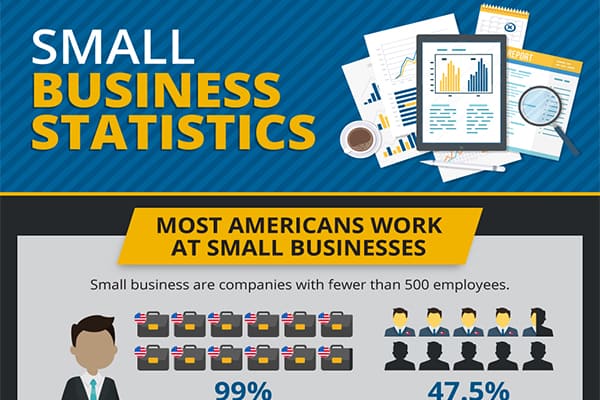 SMALL
BUSINESS
STATISTICS
REPORT
MOST AMERICANS WORK
AT SMALL BUSINESSES
Small business are companies with fewer than 500 employees.
99%
47.5%